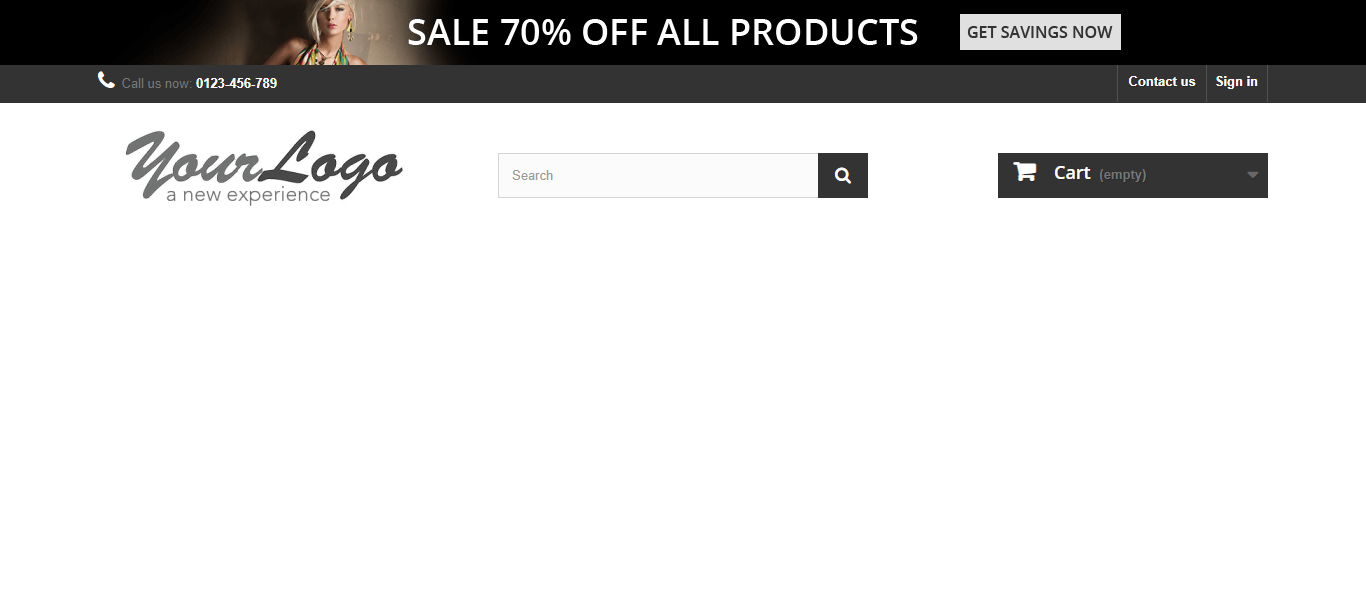 SALE 70% OFF ALL PRODUCTS
GET SAVINGS NOW
Call us now: 0123-456-789
Contact us
Sign in
YourLogo
a new experience
Search
Cart (empty)